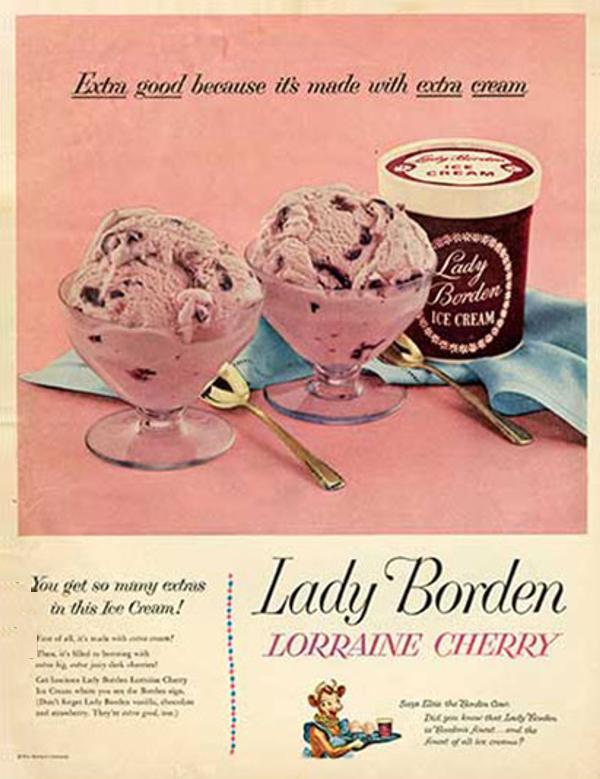 Extra good because it's made with extra cream
Lady Borden
ICE
CREAM
Lady
Borden
ICE CREAM
You get so many extras
in this Ice Cream!
First of all, it's made with extra cream!
Then, it's filled to brimming with
extra big, extra juicy dark cherries!
Get luscious Lady Borden Lorraine Cherry
Ice Cream where you see the Borden sign.
(Don't forget Lady Borden vanilla, chocolate
and strawberry. They're extra good, too.)
Lady Borden
LORRAINE CHERRY
Says Elsie the Borden Cow:
Did you know that Lady Borden
is Borden's finest...and the
finest of all ice creams?